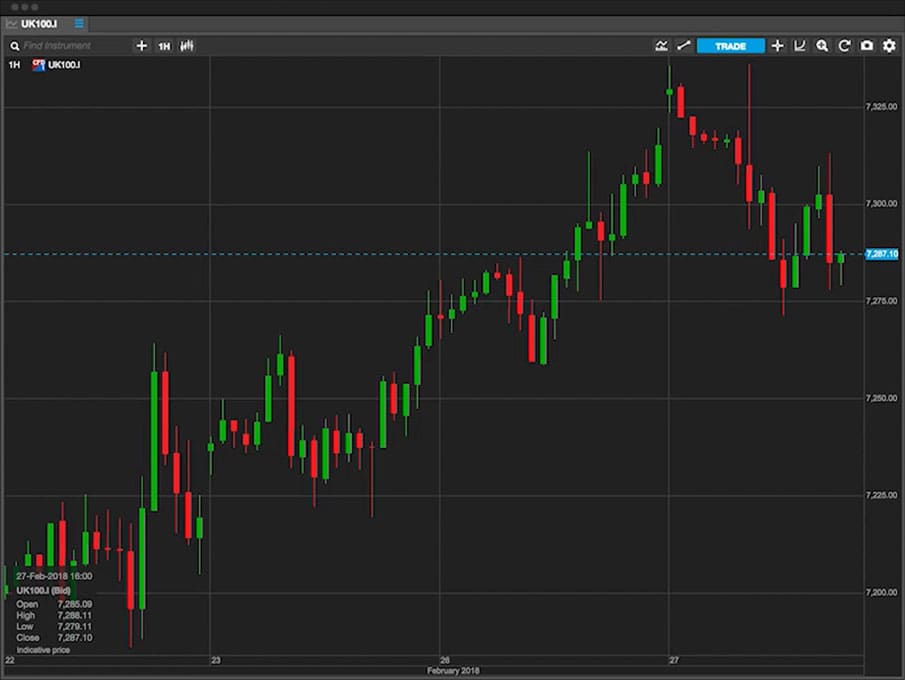 UK100.I
Find Instrument
1H
TRADE
1H
CFD
UK100.I
7,325.00
7,300.00
7,287.10
7,275.00
7,250.00
7,225.00
7,200.00
27-Feb-2018 16:00
UK100.I (Bid)
Open 7,285.09
High 7,288.11
Low 7,279.11
Close 7,287.10
Indicative price
22 23 26 27
February 2018